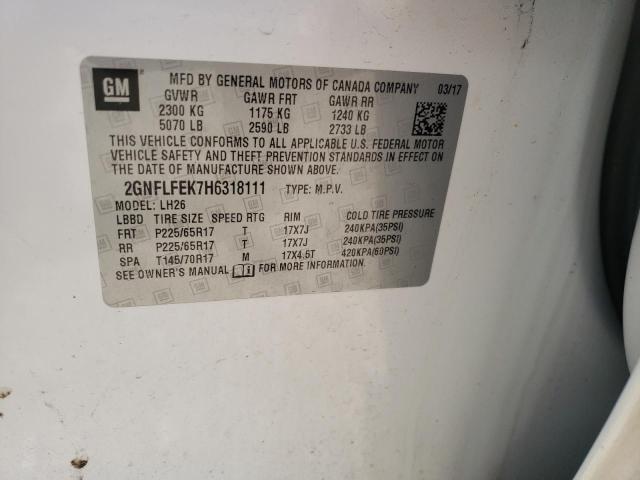 GM
MFD BY GENERAL MOTORS OF CANADA COMPANY 03/17
GVWR GAWR FRT GAWR RR
2300 KG 1175 KG 1240 KG
5070 LB 2590 LB 2733 LB
THIS VEHICLE CONFORMS TO ALL APPLICABLE U.S. FEDERAL MOTOR
VEHICLE SAFETY AND THEFT PREVENTION STANDARDS IN EFFECT ON
THE DATE OF MANUFACTURE SHOWN ABOVE.
2GNFLFEK7H6318111 TYPE: M.P.V.
MODEL: LH26
LBBD TIRE SIZE SPEED RTG RIM COLD TIRE PRESSURE
FRT P225/65R17 T 17X7J 240KPA(35PSI)
RR P225/65R17 T 17X7J 240KPA(35PSI)
SPA T145/70R17 M 17X4.5T 420KPA(60PSI)
SEE OWNER'S MANUAL FOR MORE INFORMATION.